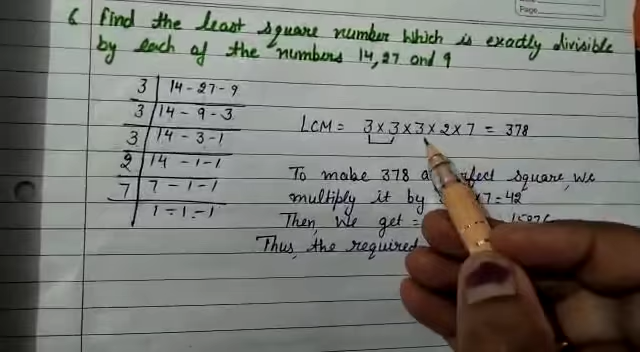 Page
6 Find the least square number which is exactly divisible
by each of the numbers 14, 27 and 9
3 14 - 27 - 9
3 14 - 9 - 3
3 14 - 3 - 1
2 14 - 1 - 1
7 7 - 1 - 1
1 - 1 - 1
LCM = 3 × 3 × 3 × 2 × 7 = 378
To make 378 a perfect square, we
multiply it by × 7 = 42
Then, we get =
Thus, the required